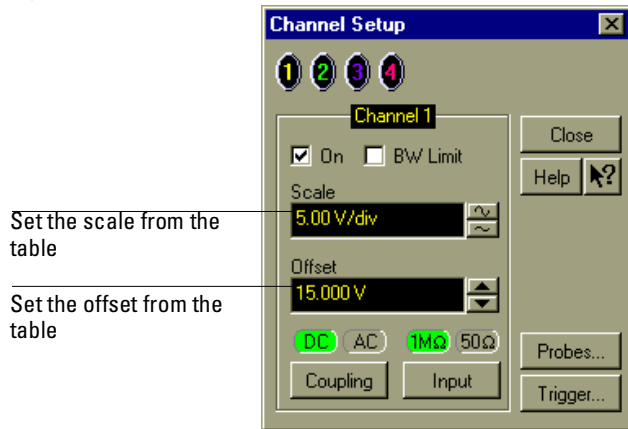 Channel Setup
1 2 3 4
Channel 1
On BW Limit
Scale
5.00 V/div
Offset
15.000 V
DC AC 1MΩ 50Ω
Coupling Input
Close
Help ?
Probes...
Trigger...
Set the scale from the
table
Set the offset from the
table